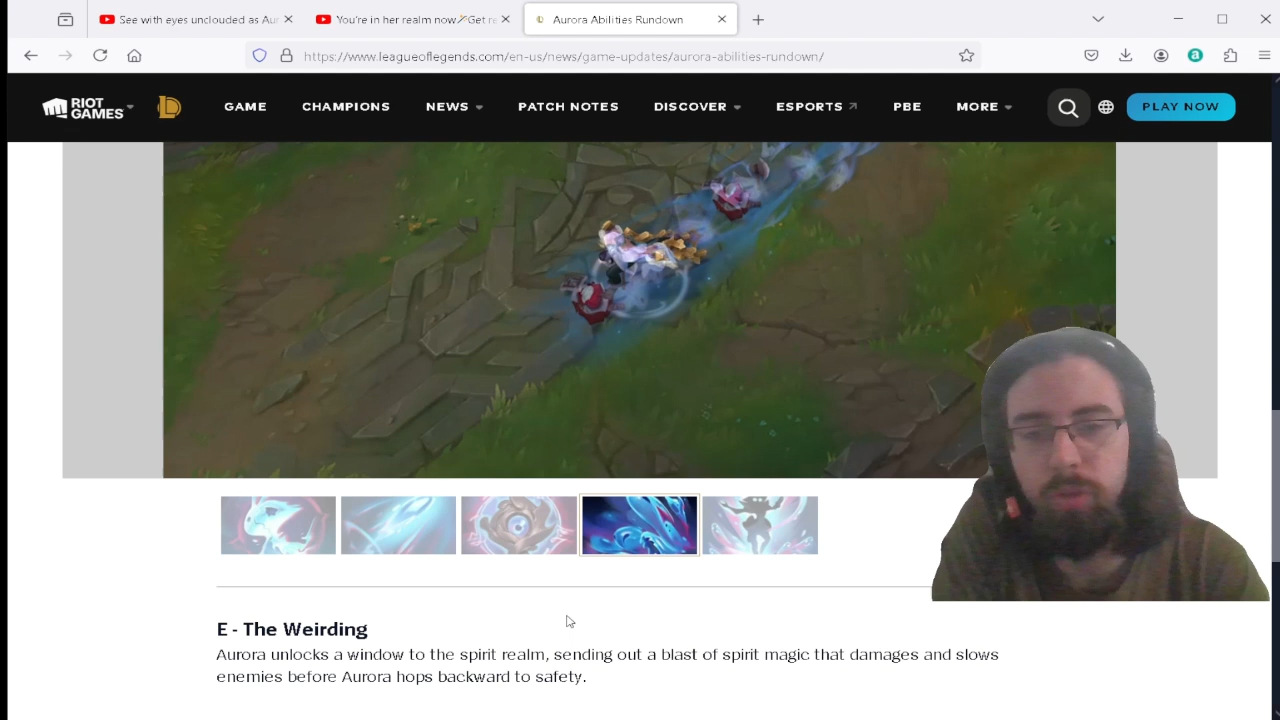 See with eyes unclouded as Aur
You're in her realm now
Get re
Aurora Abilities Rundown
https://www.leagueoflegends.com/en-us/news/game-updates/aurora-abilities-rundown/
RIOT GAMES
GAME
CHAMPIONS
NEWS
PATCH NOTES
DISCOVER
ESPORTS
PBE
MORE
PLAY NOW
E - The Weirding
Aurora unlocks a window to the spirit realm, sending out a blast of spirit magic that damages and slows
enemies before Aurora hops backward to safety.